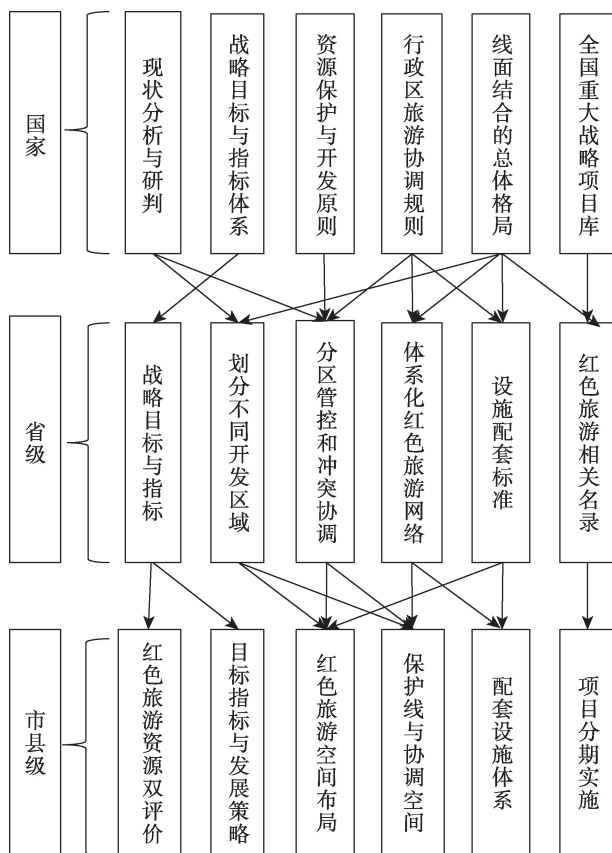 国家
现状分析与研判
战略目标与指标体系
资源保护与开发原则
行政区旅游协调规则
线面结合的总体格局
全国重大战略项目库
省级
战略目标与指标
划分不同开发区域
分区管控和冲突协调
体系化红色旅游网络
设施配套标准
红色旅游相关名录
市县级
红色旅游资源双评价
目标指标与发展策略
红色旅游空间布局
保护线与协调空间
配套设施体系
项目分期实施